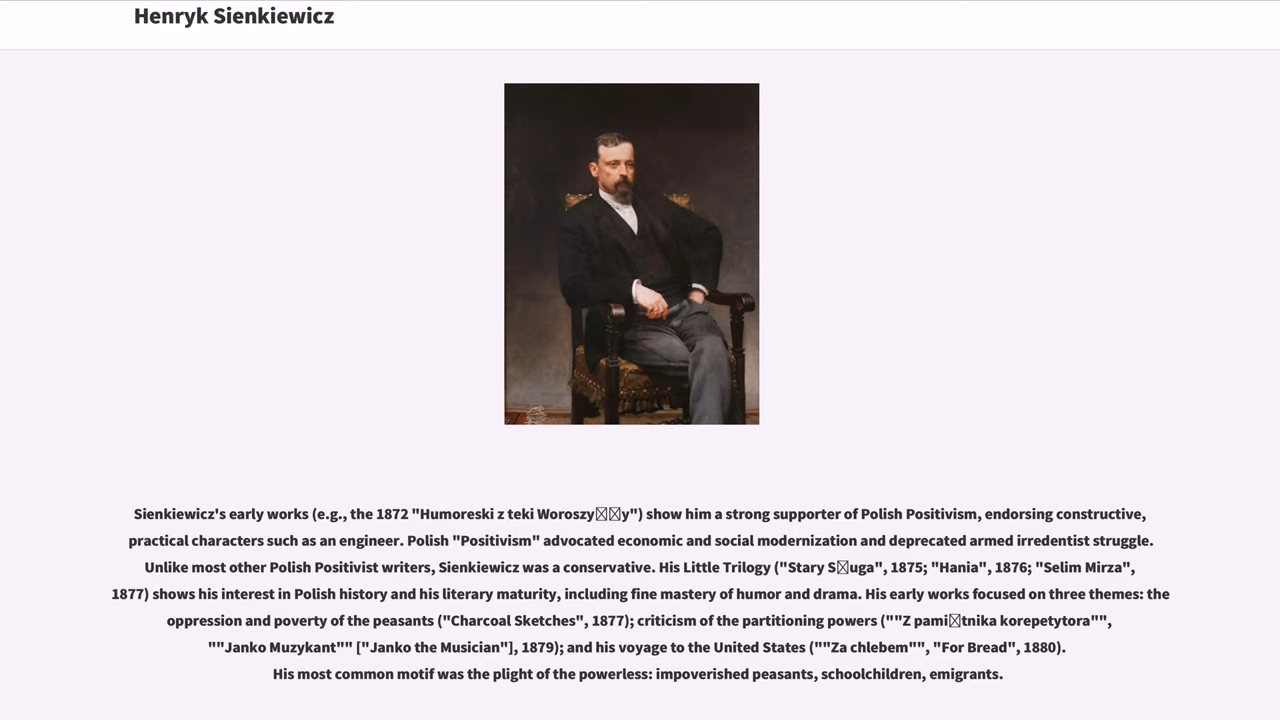 Henryk Sienkiewicz
Sienkiewicz's early works (e.g., the 1872 "Humoreski z teki Woroszy☒☒y") show him a strong supporter of Polish Positivism, endorsing constructive,
practical characters such as an engineer. Polish "Positivism" advocated economic and social modernization and deprecated armed irredentist struggle.
Unlike most other Polish Positivist writers, Sienkiewicz was a conservative. His Little Trilogy ("Stary S☒uga", 1875; "Hania", 1876; "Selim Mirza",
1877) shows his interest in Polish history and his literary maturity, including fine mastery of humor and drama. His early works focused on three themes: the
oppression and poverty of the peasants ("Charcoal Sketches", 1877); criticism of the partitioning powers (""Z pami☒tnika korepetytora"",
""Janko Muzykant"" ["Janko the Musician"], 1879); and his voyage to the United States (""Za chlebem"", "For Bread", 1880).
His most common motif was the plight of the powerless: impoverished peasants, schoolchildren, emigrants.